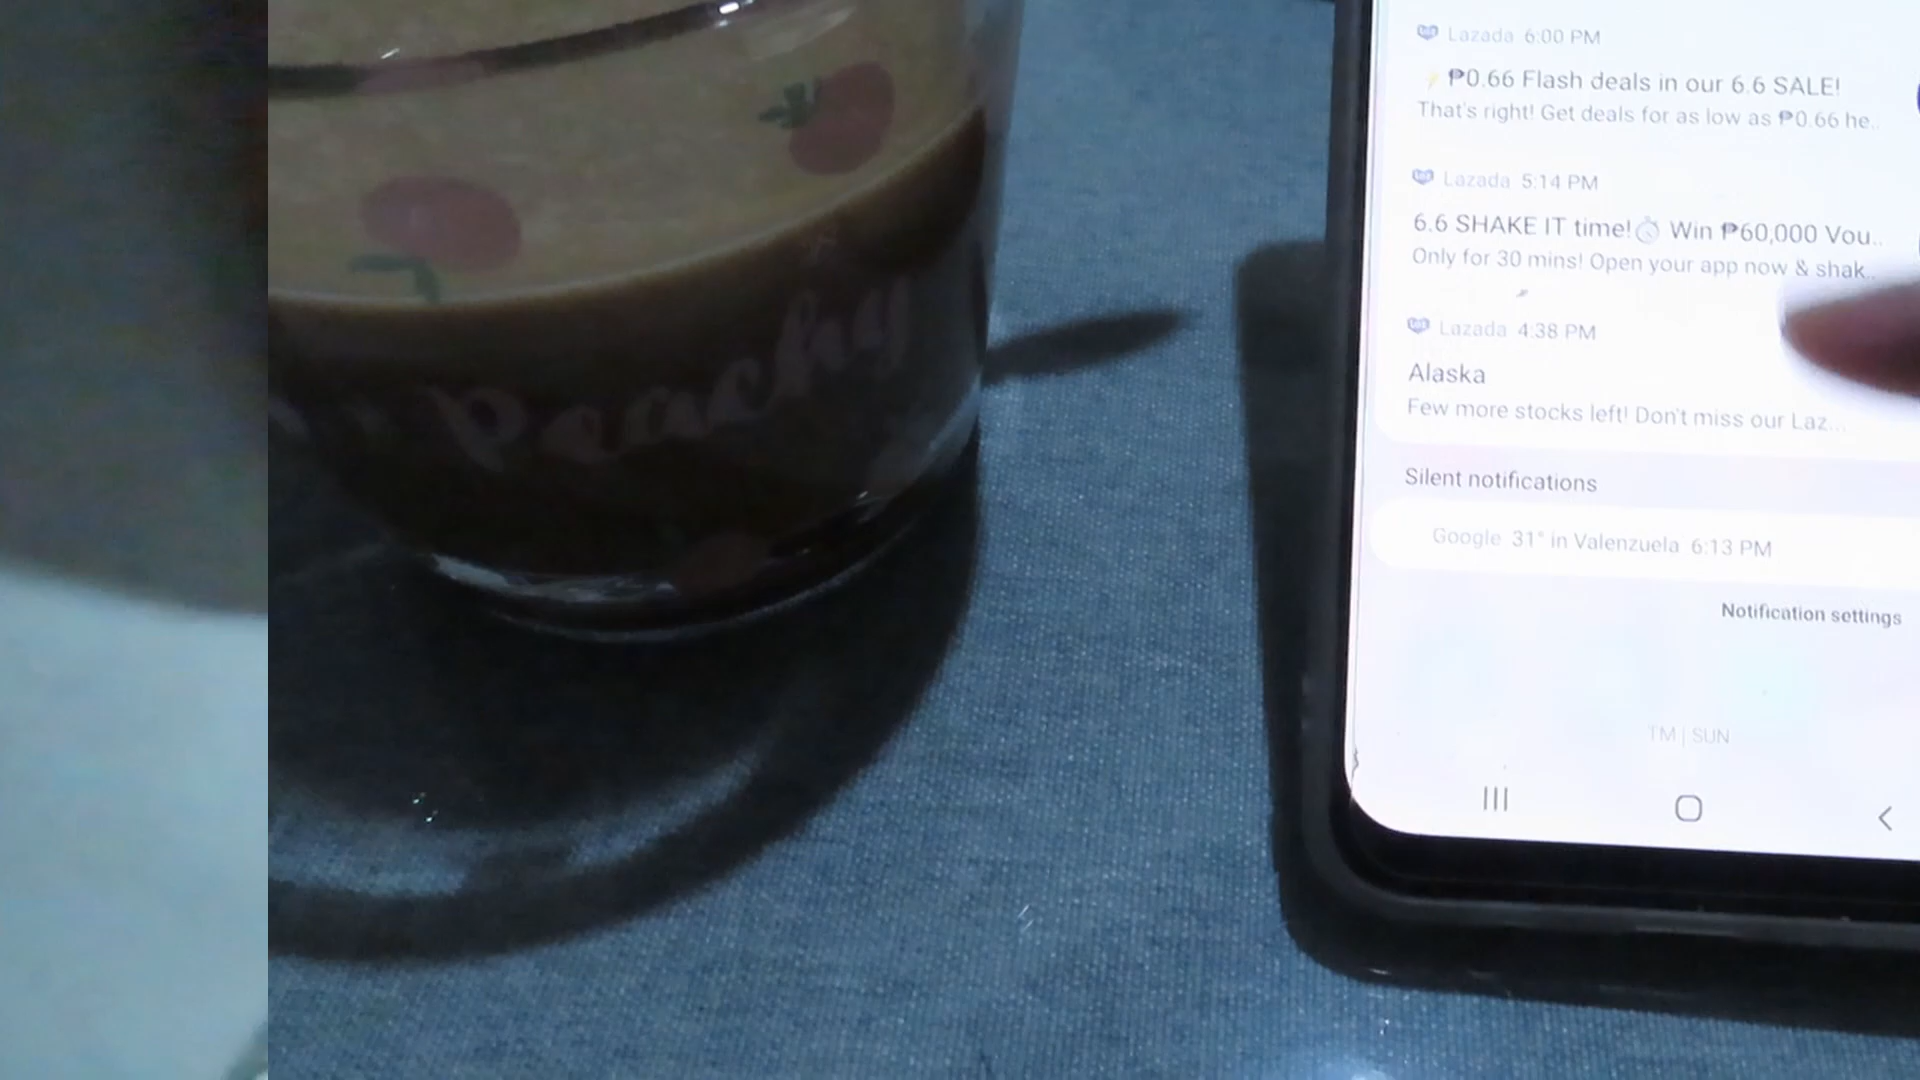 Peachy
Lazada 6:00 PM
₱0.66 Flash deals in our 6.6 SALE!
That's right! Get deals for as low as ₱0.66 he..
Lazada 5:14 PM
6.6 SHAKE IT time! Win ₱60,000 Vou..
Only for 30 mins! Open your app now & shak..
Lazada 4:38 PM
Alaska
Few more stocks left! Don't miss our Laz...
Silent notifications
Google 31° in Valenzuela 6:13 PM
Notification settings
TM | SUN